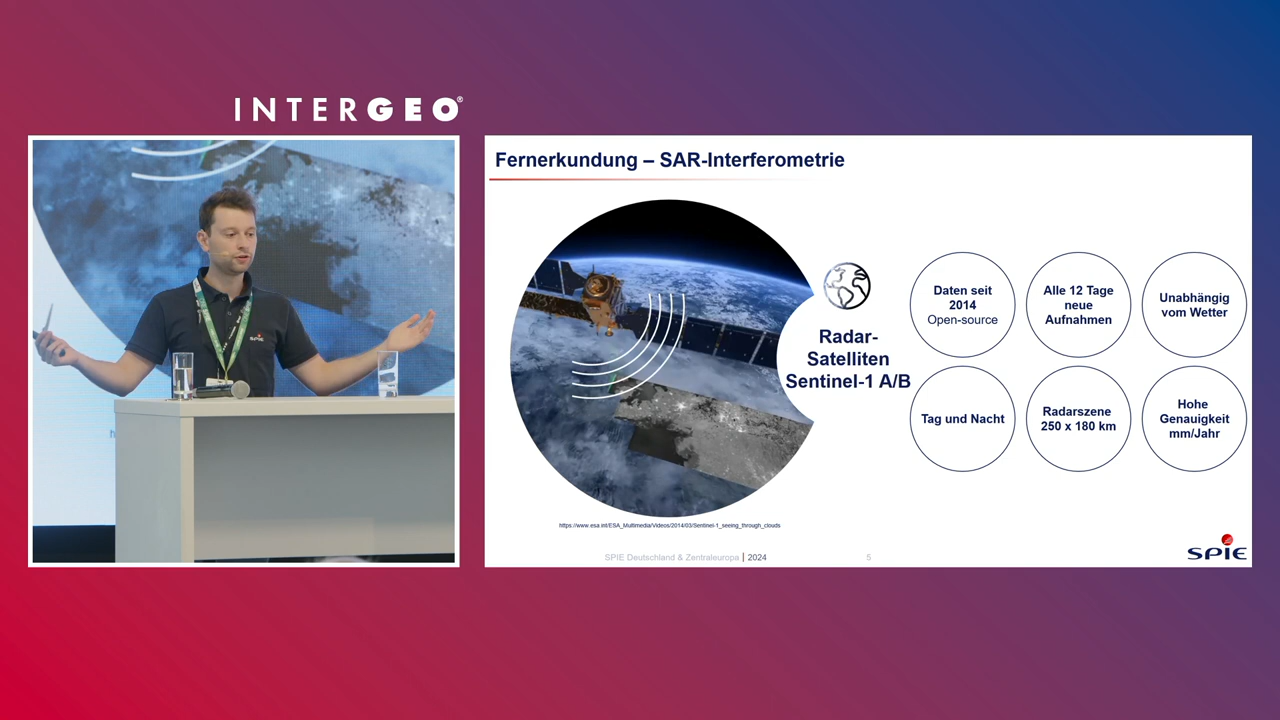 INTERGEO®
Fernerkundung – SAR-Interferometrie
Radar-
Satelliten
Sentinel-1 A/B
Daten seit
2014
Open-source
Alle 12 Tage
neue
Aufnahmen
Unabhängig
vom Wetter
Tag und Nacht
Radarszene
250 x 180 km
Hohe
Genauigkeit
mm/Jahr
https://www.esa.int/ESA_Multimedia/Videos/2014/03/Sentinel-1_seeing_through_clouds
SPIE Deutschland & Zentraleuropa | 2024
5
SPIE
SPIE